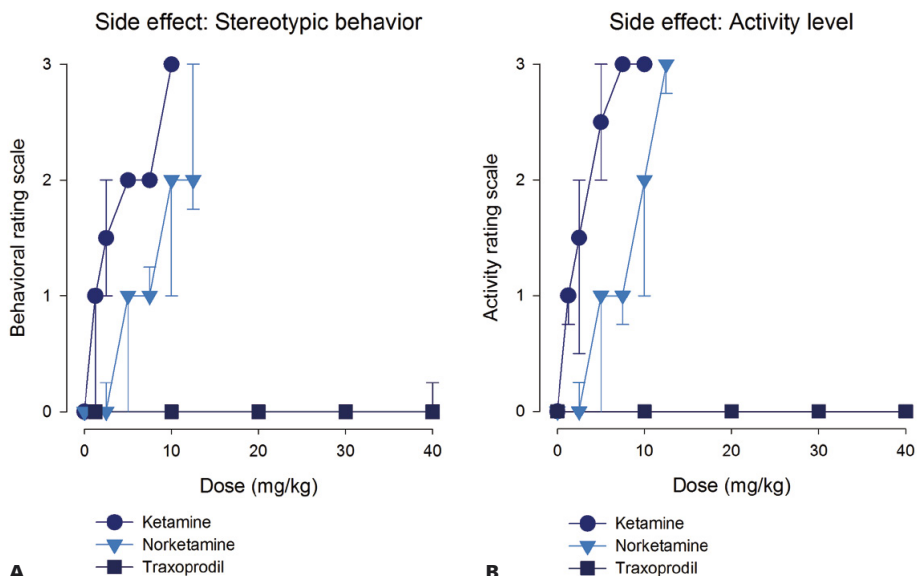 Side effect: Stereotypic behavior
3
2
1
0
Behavioral rating scale
0 10 20 30 40
Dose (mg/kg)
Ketamine
Norketamine
Traxoprodil
A
Side effect: Activity level
3
2
1
0
Activity rating scale
0 10 20 30 40
Dose (mg/kg)
Ketamine
Norketamine
Traxoprodil
B